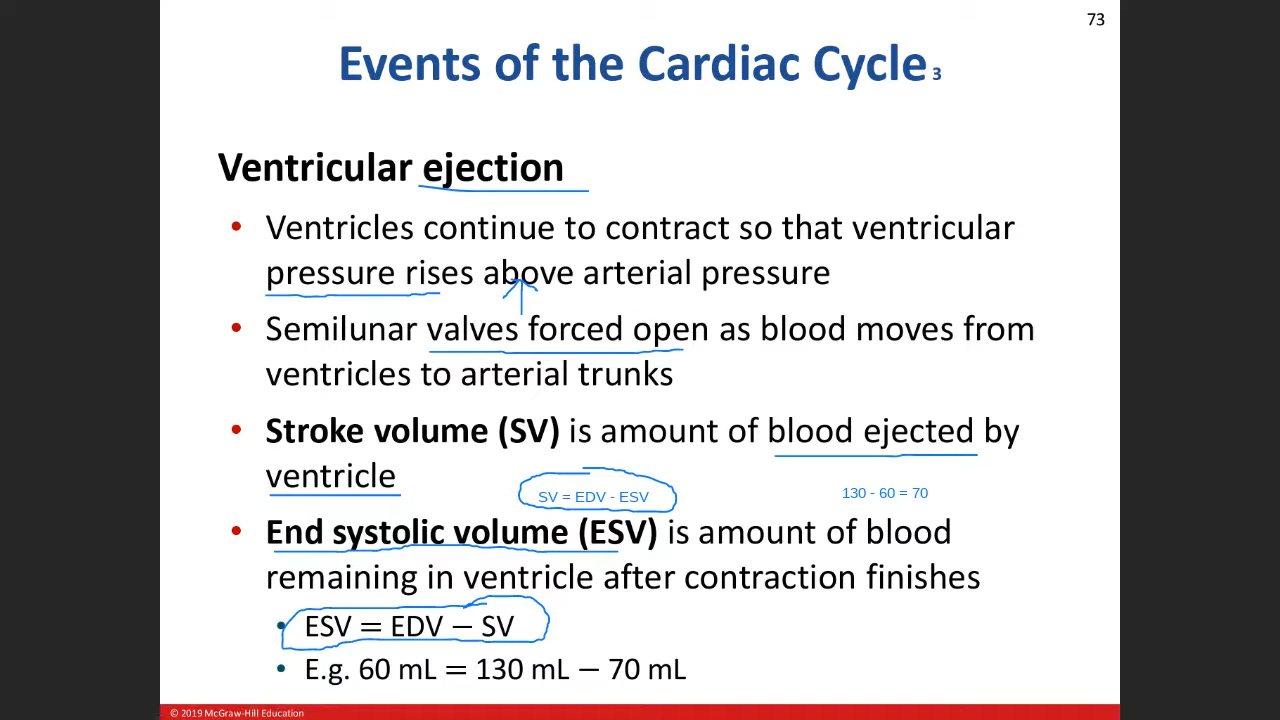 73
Events of the Cardiac Cycle 3
Ventricular ejection
• Ventricles continue to contract so that ventricular
pressure rises above arterial pressure
• Semilunar valves forced open as blood moves from
ventricles to arterial trunks
• Stroke volume (SV) is amount of blood ejected by
ventricle
SV = EDV - ESV
130 - 60 = 70
• End systolic volume (ESV) is amount of blood
remaining in ventricle after contraction finishes
• ESV = EDV − SV
• E.g. 60 mL = 130 mL − 70 mL
© 2019 McGraw-Hill Education